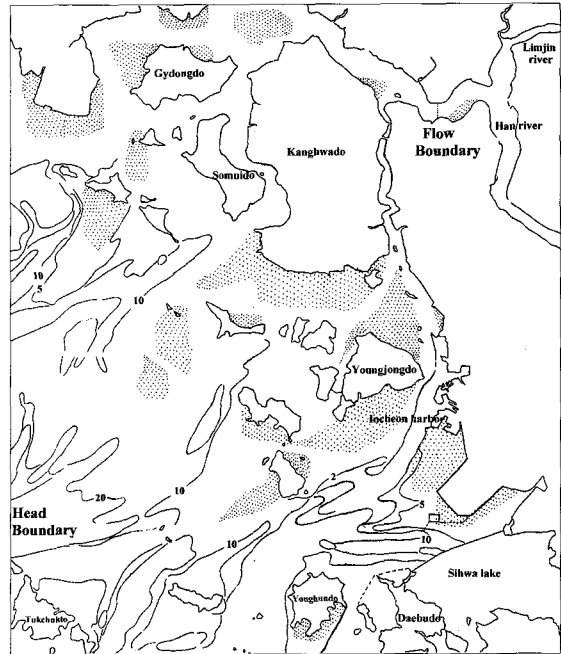 Limjin
river
Gydongdo
Flow
Boundary
Han river
Kanghwado
Somuido
10
5
10
Youngjongdo
Incheon harbor
2
20
10
Head
Boundary
5
10
10
Sihwa lake
Younghundo
Tukchukto
Daebudo